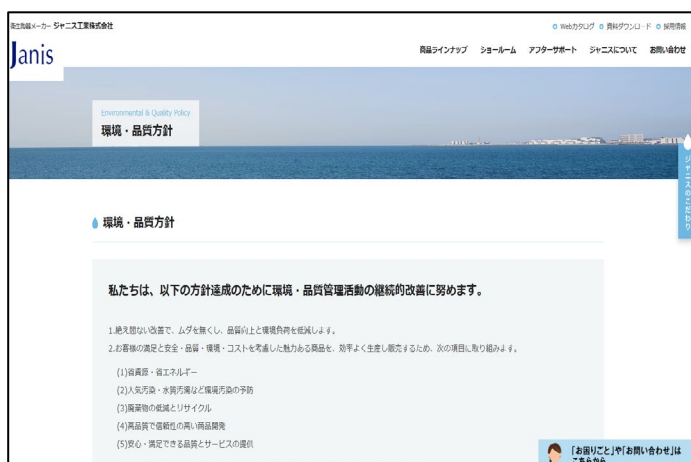 衛生陶器メーカー ジャニス工業株式会社
Webカタログ 資料ダウンロード 採用情報
Janis
商品ラインナップ ショールーム アフターサポート ジャニスについて お問い合わせ
Environmental & Quality Policy
環境・品質方針
ジャニスのこだわり
環境・品質方針
私たちは、以下の方針達成のために環境・品質管理活動の継続的改善に努めます。
1.絶え間ない改善で、ムダを無くし、品質向上と環境負荷を低減します。
2.お客様の満足と安全・品質・環境・コストを考慮した魅力ある商品を、効率よく生産し販売するため、次の項目に取り組みます。
(1)省資源・省エネルギー
(2)大気汚染・水質汚濁など環境汚染の予防
(3)廃棄物の低減とリサイクル
(4)高品質で信頼性の高い商品開発
(5)安心・満足できる品質とサービスの提供
「お困りごと」や「お問い合わせ」は
こちらから